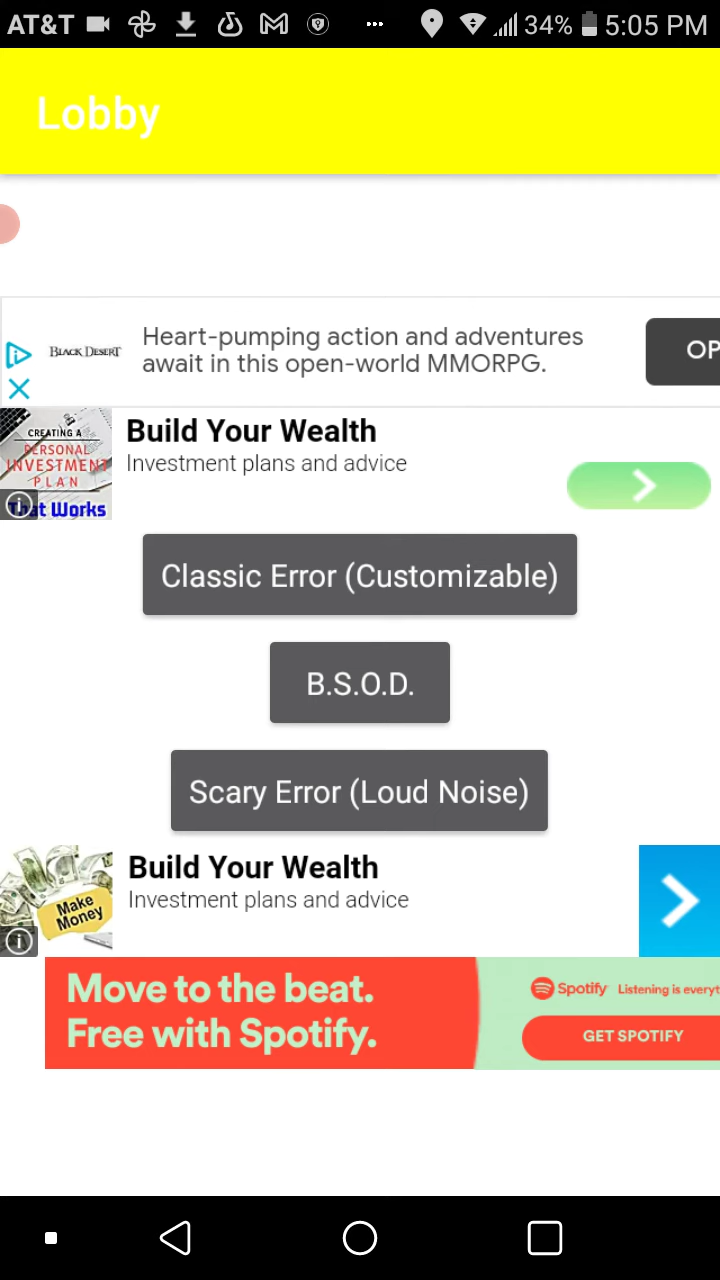 AT&T 34% 5:05 PM
Lobby
BLACK DESERT
Heart-pumping action and adventures
await in this open-world MMORPG.
OP
CREATING A
PERSONAL
INVESTMENT
PLAN
That Works
Build Your Wealth
Investment plans and advice
Classic Error (Customizable)
B.S.O.D.
Scary Error (Loud Noise)
Make
Money
Build Your Wealth
Investment plans and advice
Move to the beat.
Free with Spotify.
Spotify Listening is everyt
GET SPOTIFY